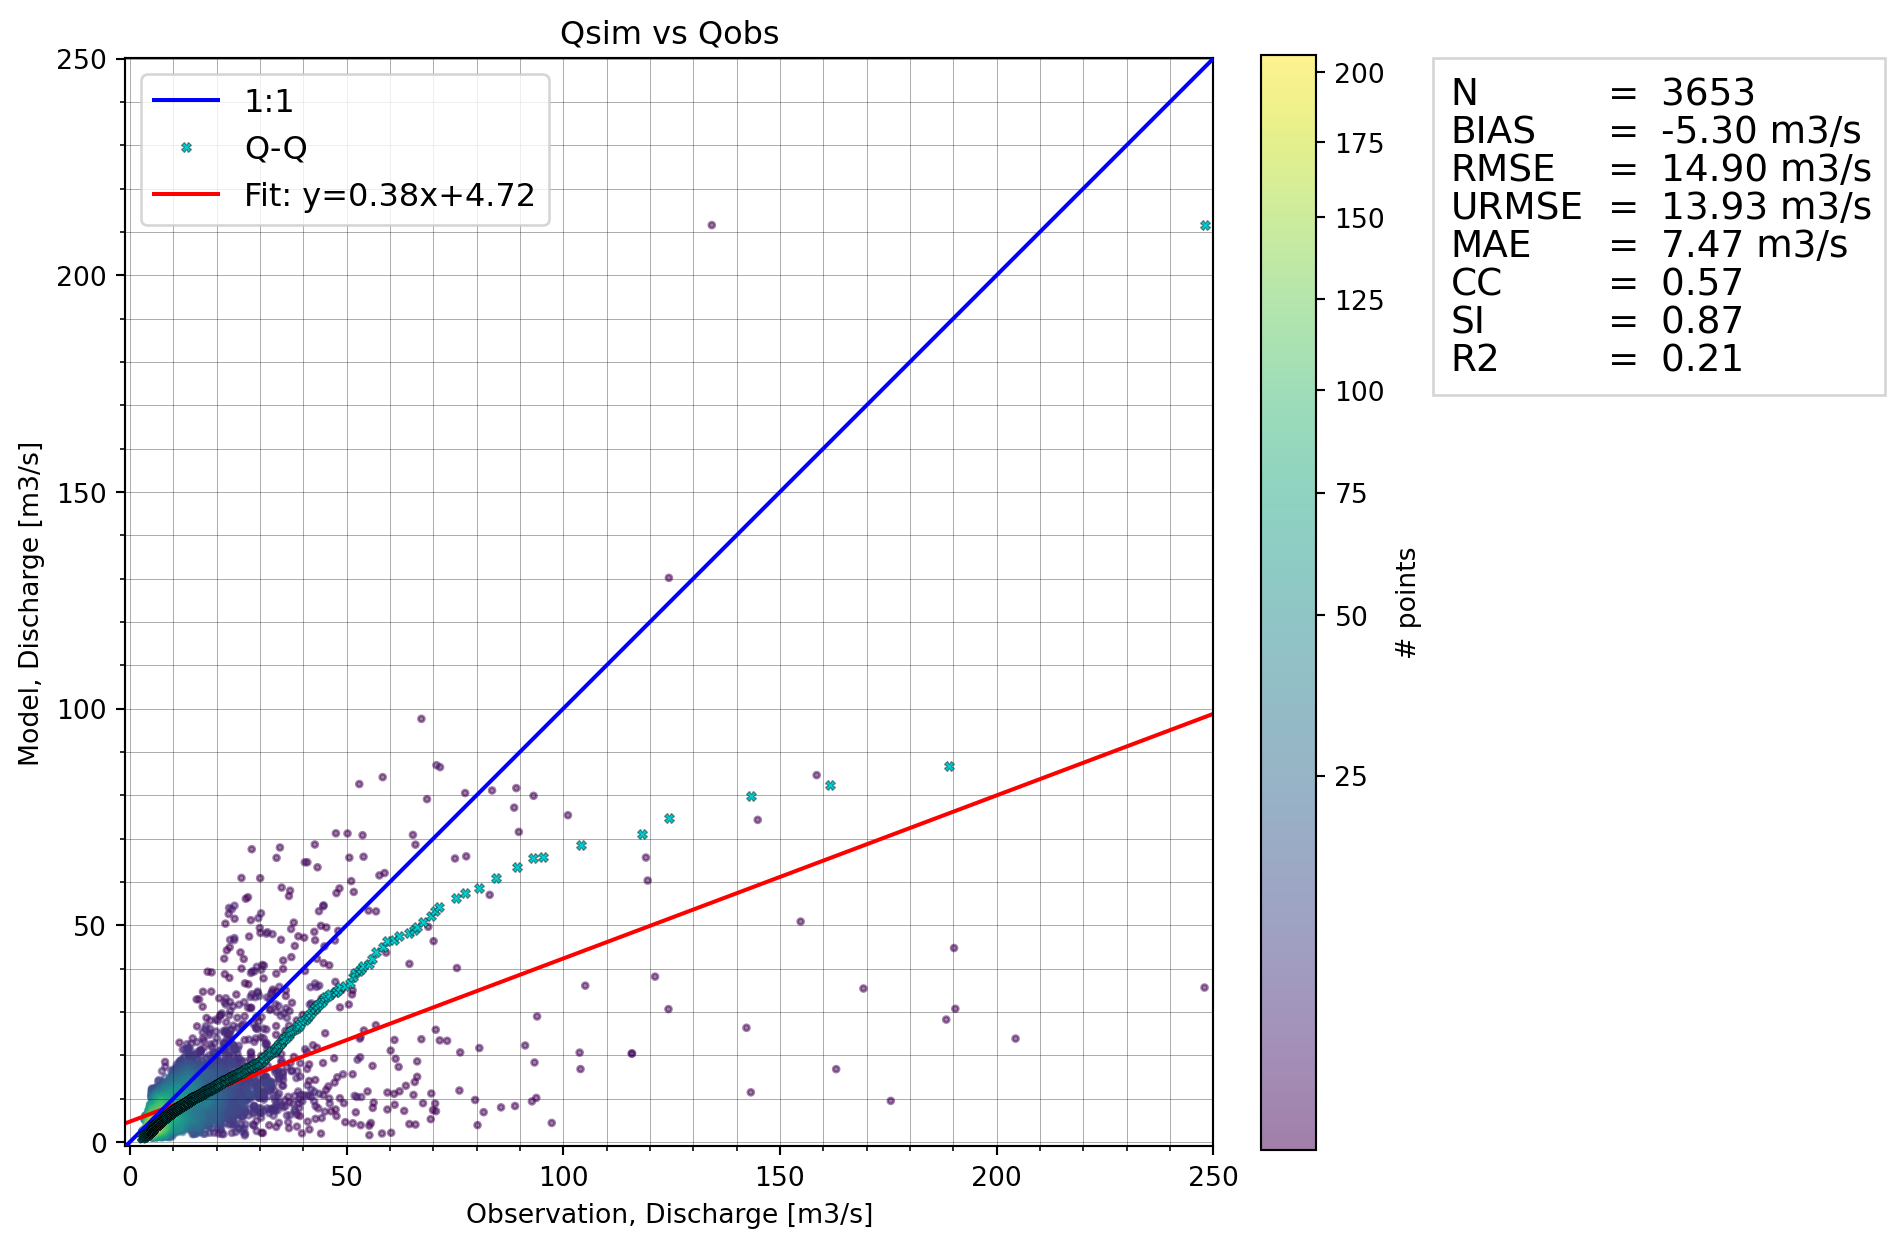 Qsim vs Qobs
1:1
Q-Q
Fit: y=0.38x+4.72
250
200
150
100
50
0
Model, Discharge [m3/s]
0 50 100 150 200 250
Observation, Discharge [m3/s]
200
175
150
125
100
75
50
25
# points
N = 3653
BIAS = -5.30 m3/s
RMSE = 14.90 m3/s
URMSE = 13.93 m3/s
MAE = 7.47 m3/s
CC = 0.57
SI = 0.87
R2 = 0.21